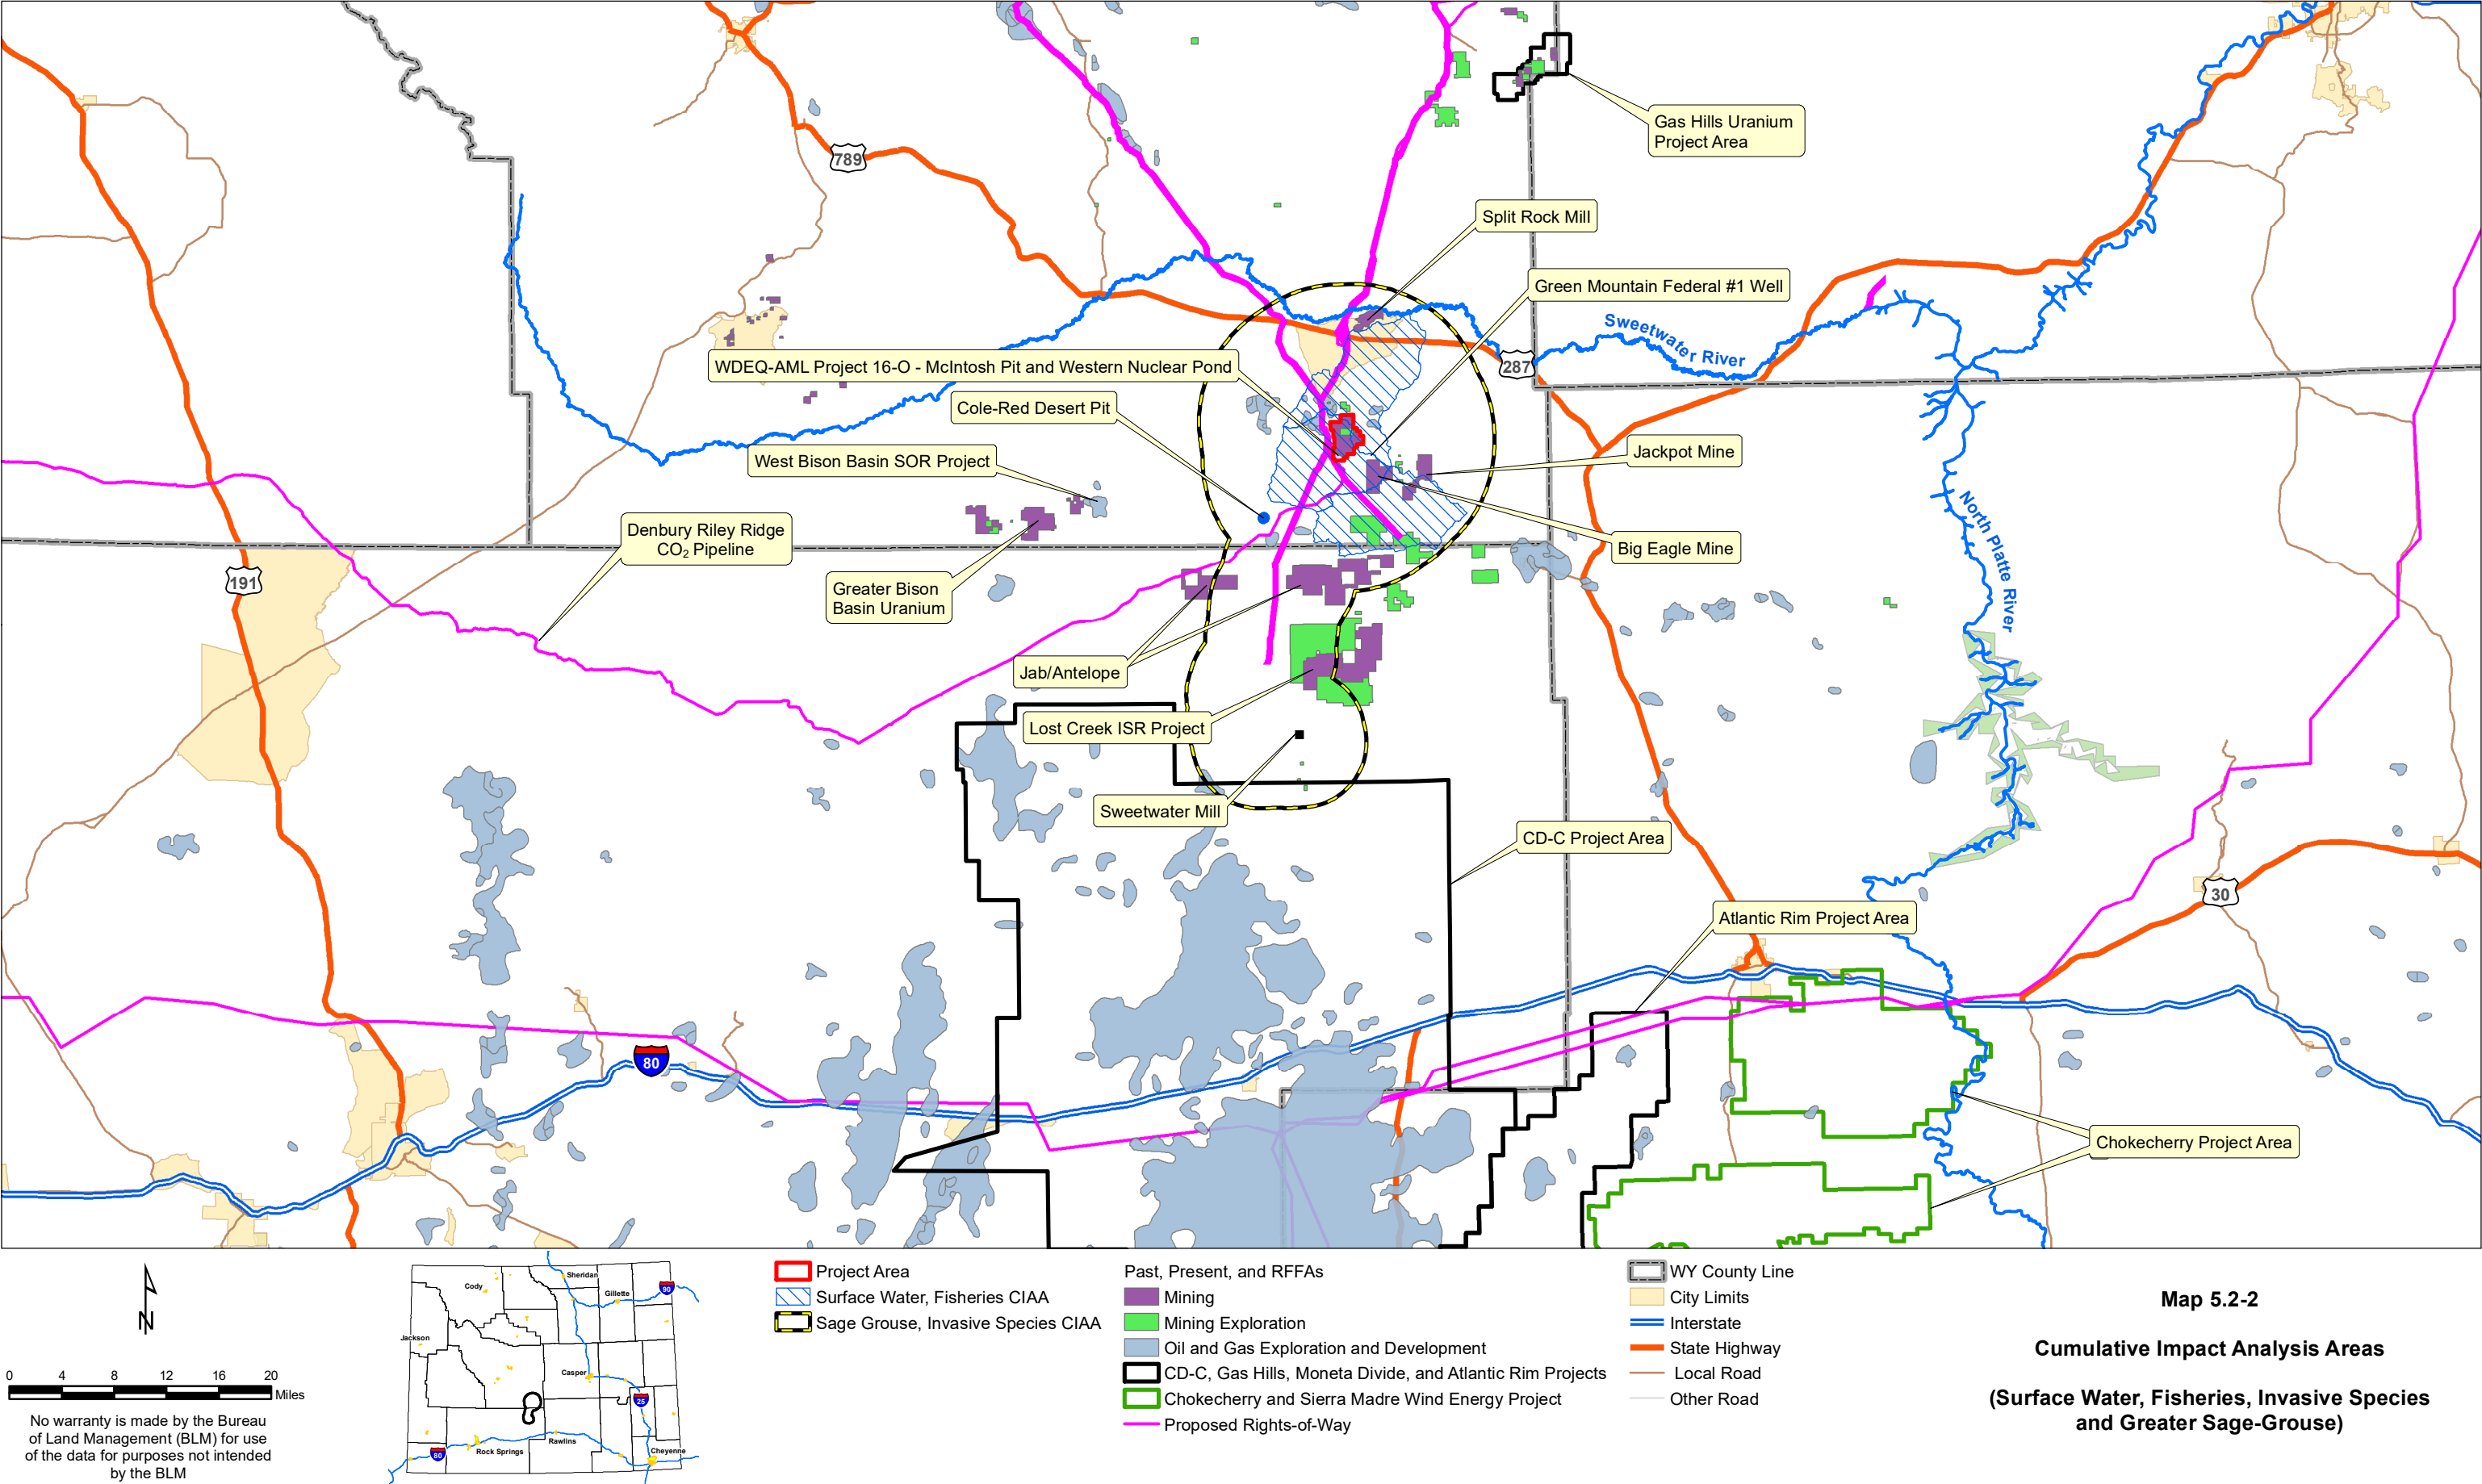 789
Gas Hills Uranium
Project Area
Split Rock Mill
Green Mountain Federal #1 Well
Sweetwater River
287
WDEQ-AML Project 16-O - McIntosh Pit and Western Nuclear Pond
Cole-Red Desert Pit
West Bison Basin SOR Project
Jackpot Mine
North Platte River
Denbury Riley Ridge
CO₂ Pipeline
Big Eagle Mine
191
Greater Bison
Basin Uranium
Jab/Antelope
Lost Creek ISR Project
Sweetwater Mill
CD-C Project Area
30
Atlantic Rim Project Area
80
Chokecherry Project Area
N
0 4 8 12 16 20
Miles
No warranty is made by the Bureau
of Land Management (BLM) for use
of the data for purposes not intended
by the BLM
Cody
Sheridan
Gillette
90
Jackson
Casper
25
Rawlins
Rock Springs
80
Cheyenne
Project Area
Surface Water, Fisheries CIAA
Sage Grouse, Invasive Species CIAA
Past, Present, and RFFAs
Mining
Mining Exploration
Oil and Gas Exploration and Development
CD-C, Gas Hills, Moneta Divide, and Atlantic Rim Projects
Chokecherry and Sierra Madre Wind Energy Project
Proposed Rights-of-Way
WY County Line
City Limits
Interstate
State Highway
Local Road
Other Road
Map 5.2-2
Cumulative Impact Analysis Areas
(Surface Water, Fisheries, Invasive Species
and Greater Sage-Grouse)